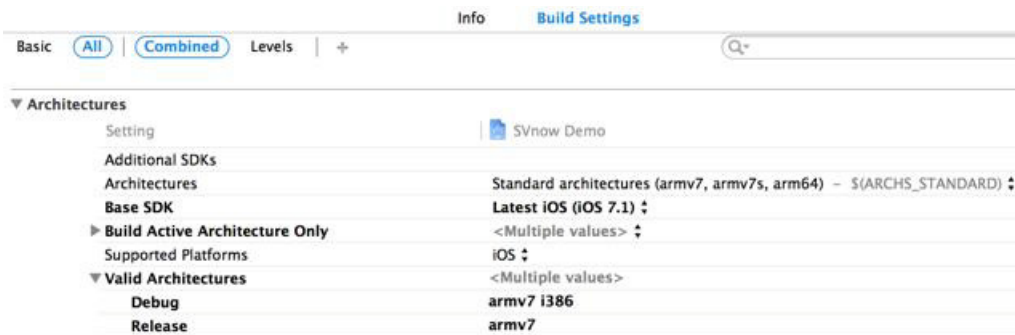 Info Build Settings
Basic All Combined Levels +
Architectures
Setting SVnow Demo
Additional SDKs
Architectures Standard architectures (armv7, armv7s, arm64) – $(ARCHS_STANDARD)
Base SDK Latest iOS (iOS 7.1)
Build Active Architecture Only <Multiple values>
Supported Platforms iOS
Valid Architectures <Multiple values>
Debug armv7 i386
Release armv7